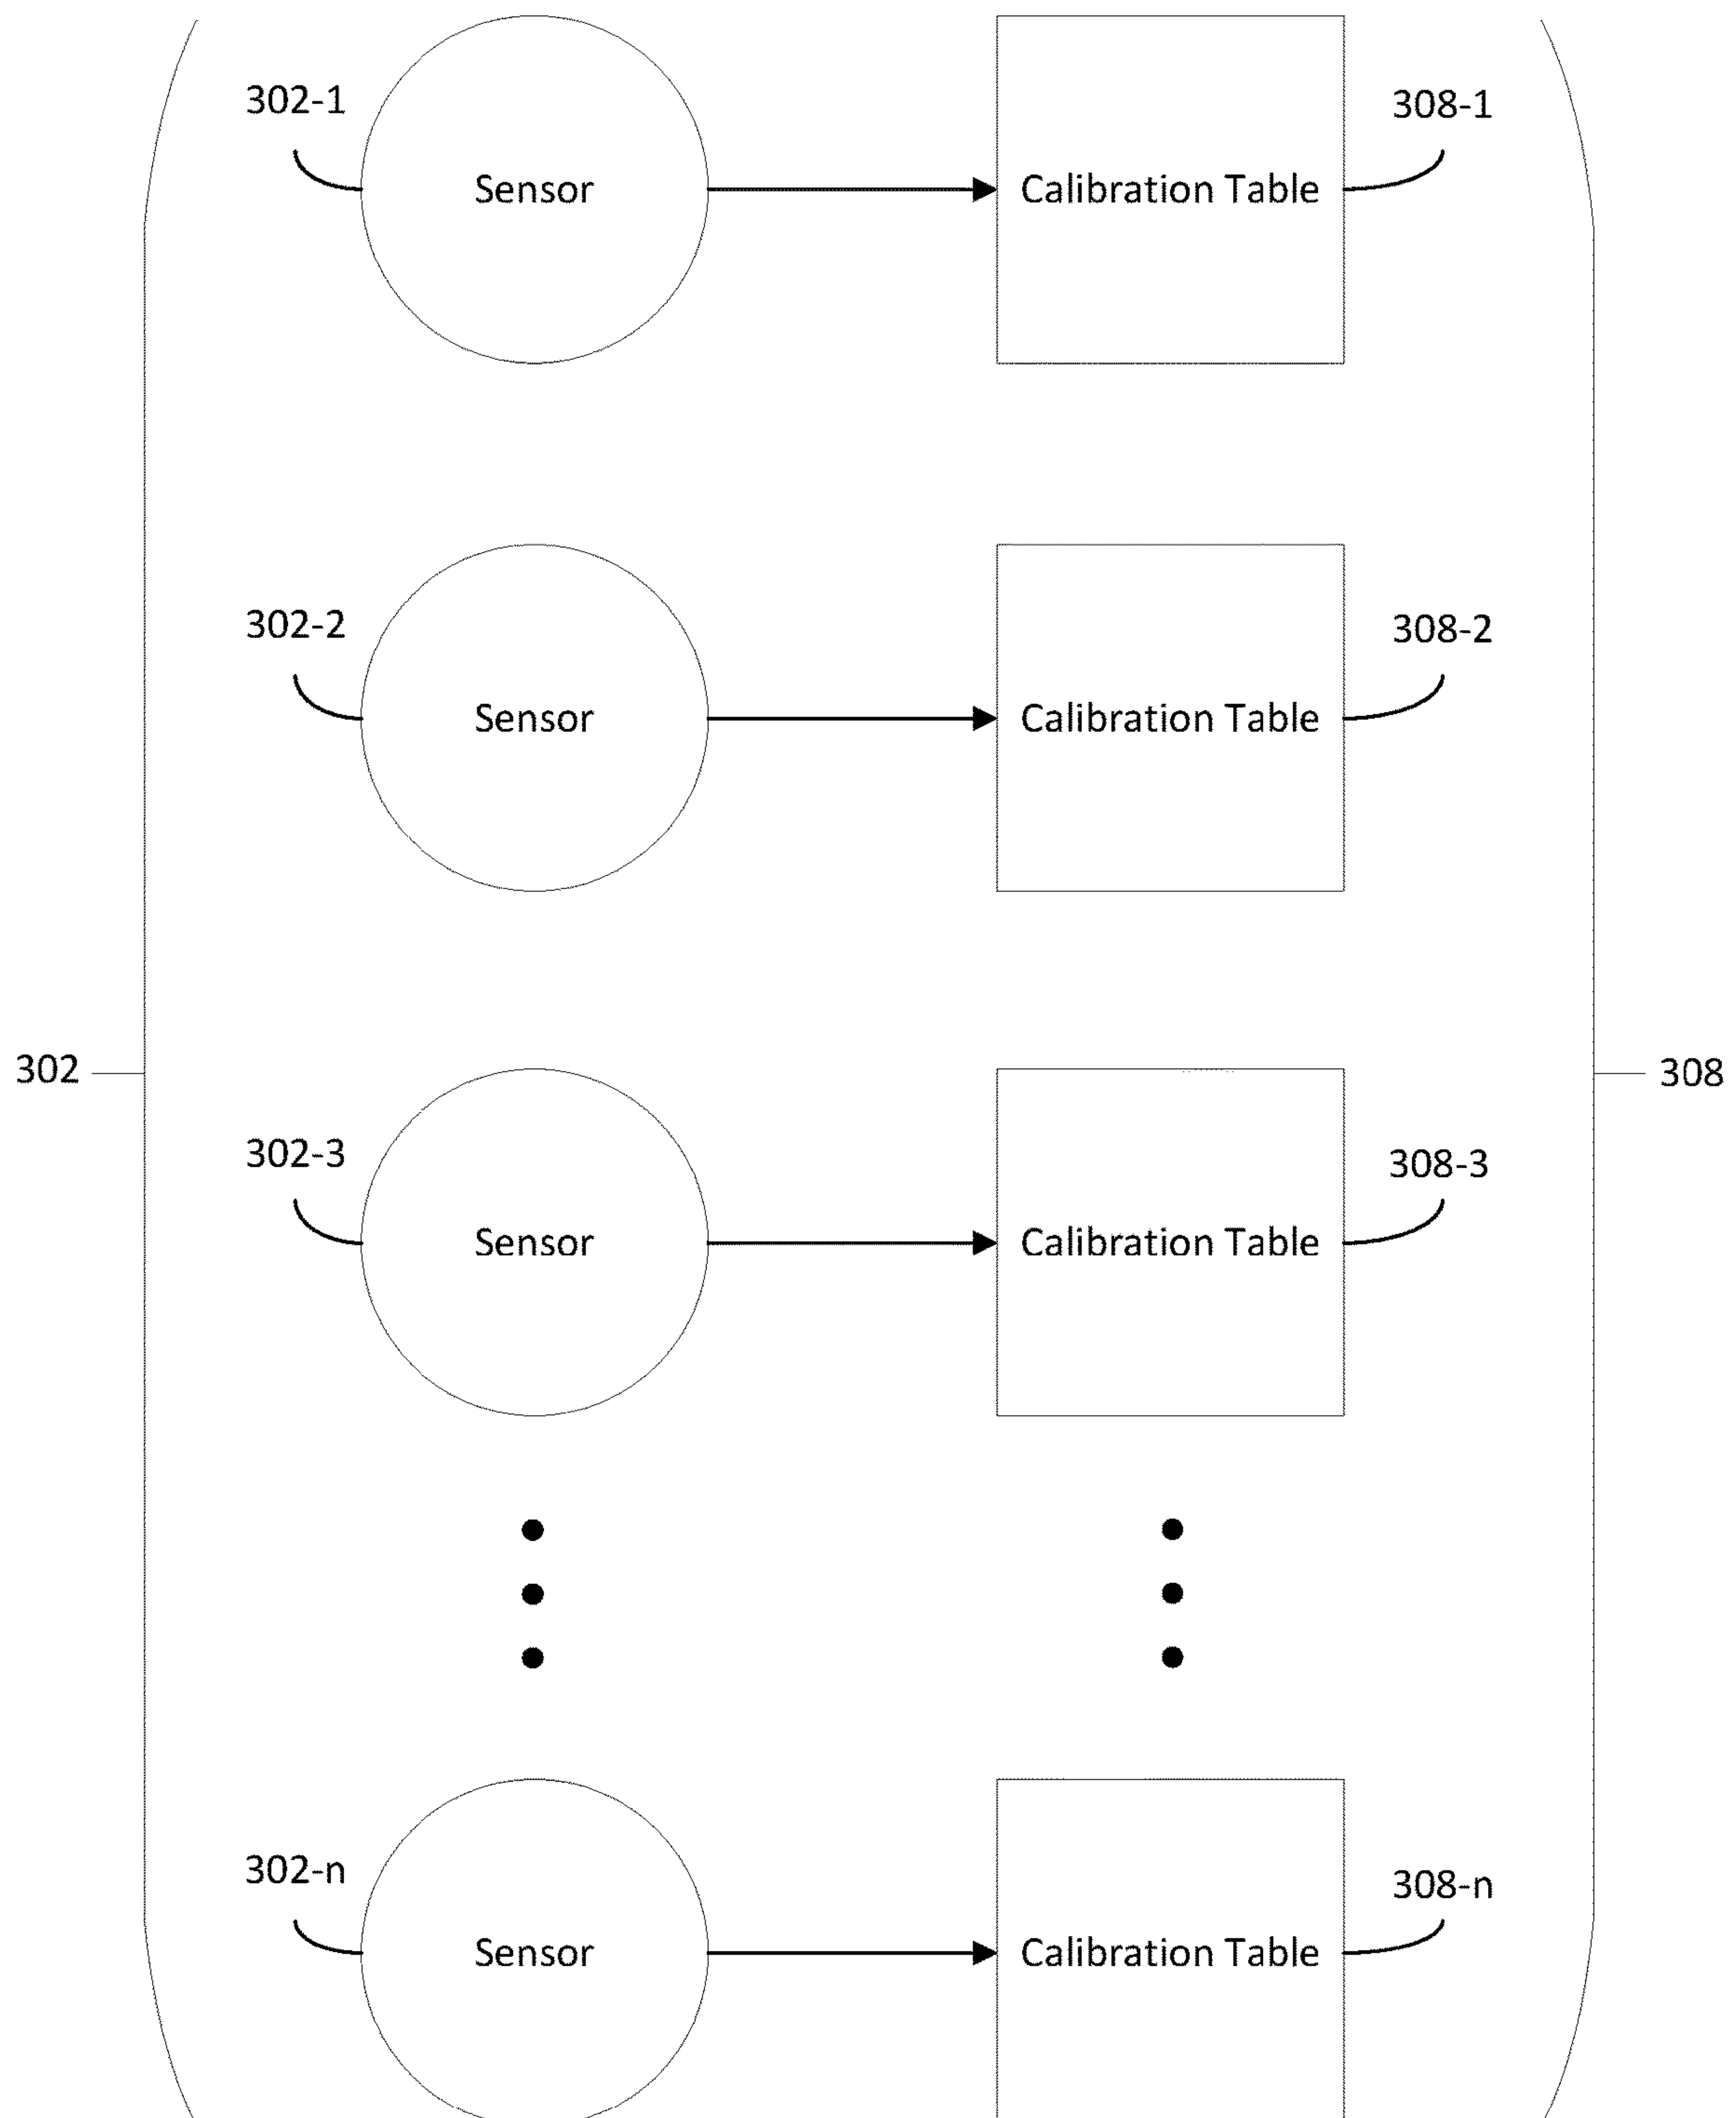 302-1
308-1
Sensor
Calibration Table
302-2
308-2
Sensor
Calibration Table
302
308
302-3
308-3
Sensor
Calibration Table
302-n
308-n
Sensor
Calibration Table